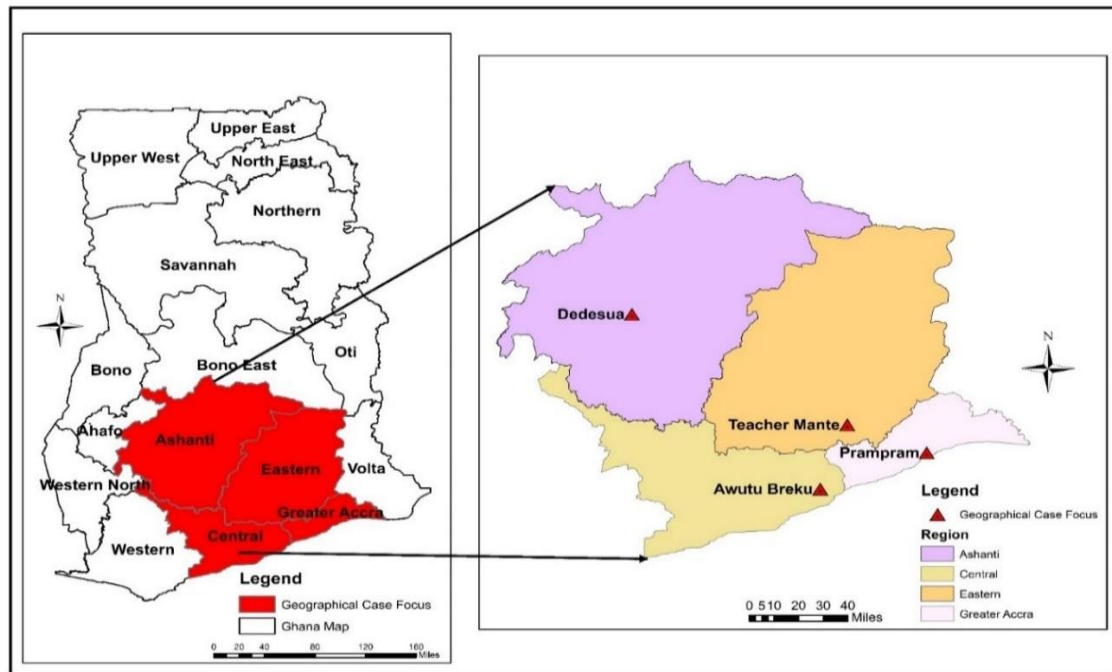 Upper East
Upper West
North East
Northern
Savannah
N
Bono
Bono East
Oti
Ahafo
Ashanti
Eastern
Volta
Western North
Greater Accra
Central
Western
Legend
Geographical Case Focus
Ghana Map
0 20 40 80 120 160
Miles
Dedesua
N
Teacher Mante
Prampram
Awutu Breku
Legend
Geographical Case Focus
Region
Ashanti
Central
Eastern
Greater Accra
0 510 20 30 40
Miles